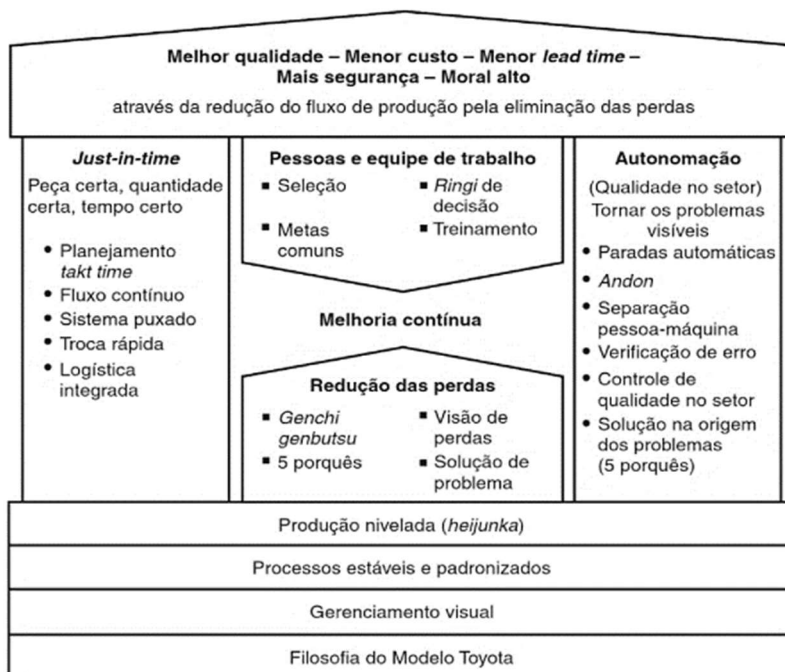 Melhor qualidade – Menor custo – Menor lead time –
Mais segurança – Moral alto
através da redução do fluxo de produção pela eliminação das perdas
Just-in-time
Peça certa, quantidade
certa, tempo certo
• Planejamento
takt time
• Fluxo contínuo
• Sistema puxado
• Troca rápida
• Logística
integrada
Pessoas e equipe de trabalho
▪ Seleção
▪ Metas
comuns
▪ Ringi de
decisão
▪ Treinamento
Melhoria contínua
Redução das perdas
▪ Genchi
genbutsu
▪ 5 porquês
▪ Visão de
perdas
▪ Solução de
problema
Autonomação
(Qualidade no setor)
Tornar os problemas
visíveis
• Paradas automáticas
• Andon
• Separação
pessoa-máquina
• Verificação de erro
• Controle de
qualidade no setor
• Solução na origem
dos problemas
(5 porquês)
Produção nivelada (heijunka)
Processos estáveis e padronizados
Gerenciamento visual
Filosofia do Modelo Toyota